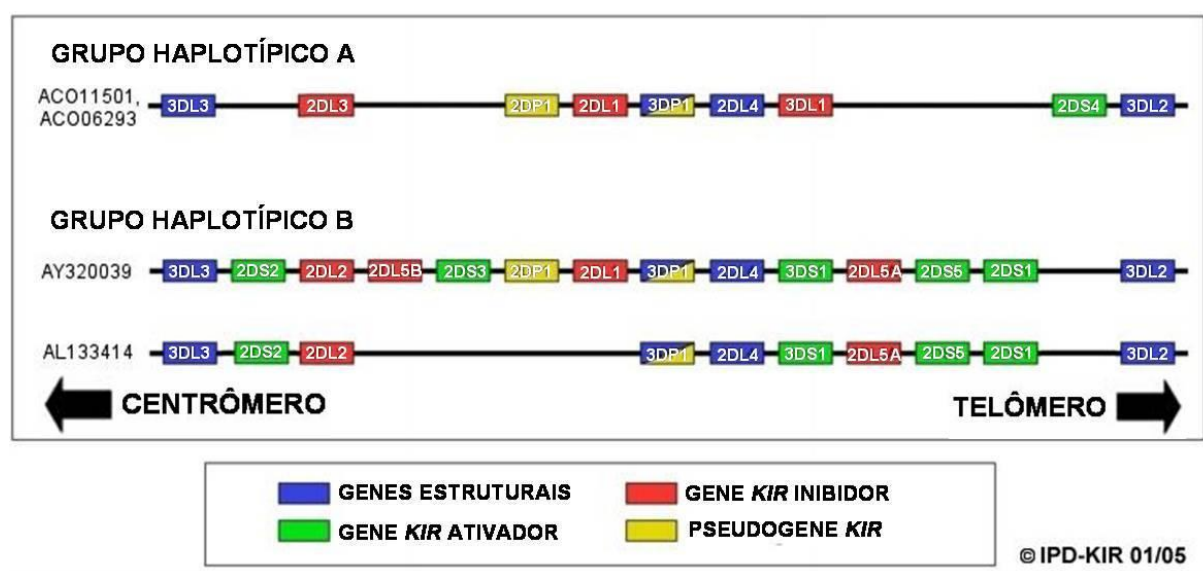 GRUPO HAPLOTÍPICO A
ACO11501,
ACO06293
3DL3 2DL3 2DP1 2DL1 3DP1 2DL4 3DL1 2DS4 3DL2
GRUPO HAPLOTÍPICO B
AY320039 3DL3 2DS2 2DL2 2DL5B 2DS3 2DP1 2DL1 3DP1 2DL4 3DS1 2DL5A 2DS5 2DS1 3DL2
AL133414 3DL3 2DS2 2DL2 3DP1 2DL4 3DS1 2DL5A 2DS5 2DS1 3DL2
CENTRÔMERO TELÔMERO
GENES ESTRUTURAIS GENE KIR INIBIDOR
GENE KIR ATIVADOR PSEUDOGENE KIR
© IPD-KIR 01/05